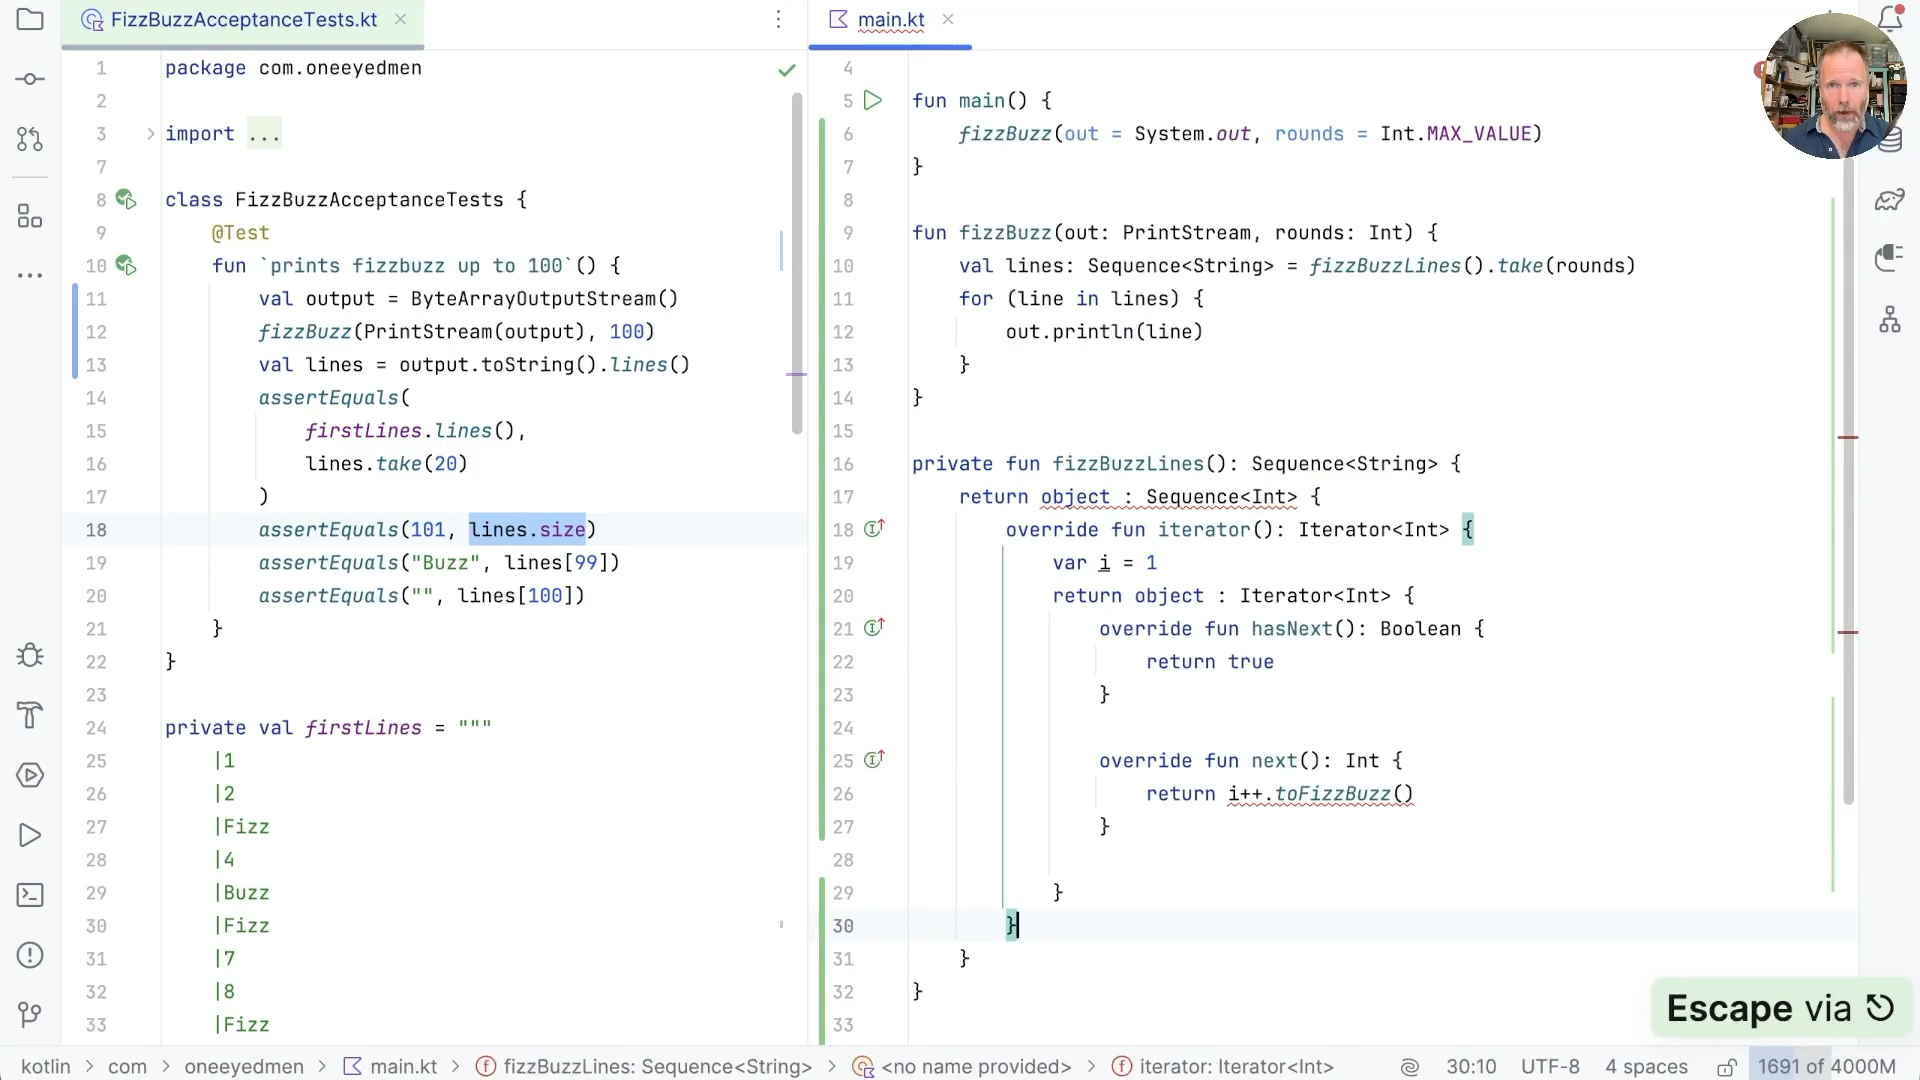 FizzBuzzAcceptanceTests.kt
1 package com.oneeyedmen
2
3 import ...
7
8 class FizzBuzzAcceptanceTests {
9 @Test
10 fun `prints fizzbuzz up to 100`() {
11 val output = ByteArrayOutputStream()
12 fizzBuzz(PrintStream(output), 100)
13 val lines = output.toString().lines()
14 assertEquals(
15 firstLines.lines(),
16 lines.take(20)
17 )
18 assertEquals(101, lines.size)
19 assertEquals("Buzz", lines[99])
20 assertEquals("", lines[100])
21 }
22 }
23
24 private val firstLines = """
25 |1
26 |2
27 |Fizz
28 |4
29 |Buzz
30 |Fizz
31 |7
32 |8
33 |Fizz
main.kt
4
5 fun main() {
6 fizzBuzz(out = System.out, rounds = Int.MAX_VALUE)
7 }
8
9 fun fizzBuzz(out: PrintStream, rounds: Int) {
10 val lines: Sequence<String> = fizzBuzzLines().take(rounds)
11 for (line in lines) {
12 out.println(line)
13 }
14 }
15
16 private fun fizzBuzzLines(): Sequence<String> {
17 return object : Sequence<Int> {
18 override fun iterator(): Iterator<Int> {
19 var i = 1
20 return object : Iterator<Int> {
21 override fun hasNext(): Boolean {
22 return true
23 }
24
25 override fun next(): Int {
26 return i++.toFizzBuzz()
27 }
28
29 }
30 }
31 }
32 }
33
Escape via
kotlin > com > oneeyedmen > main.kt > fizzBuzzLines: Sequence<String> > <no name provided> > iterator: Iterator<Int> 30:10 UTF-8 4 spaces 1691 of 4000M